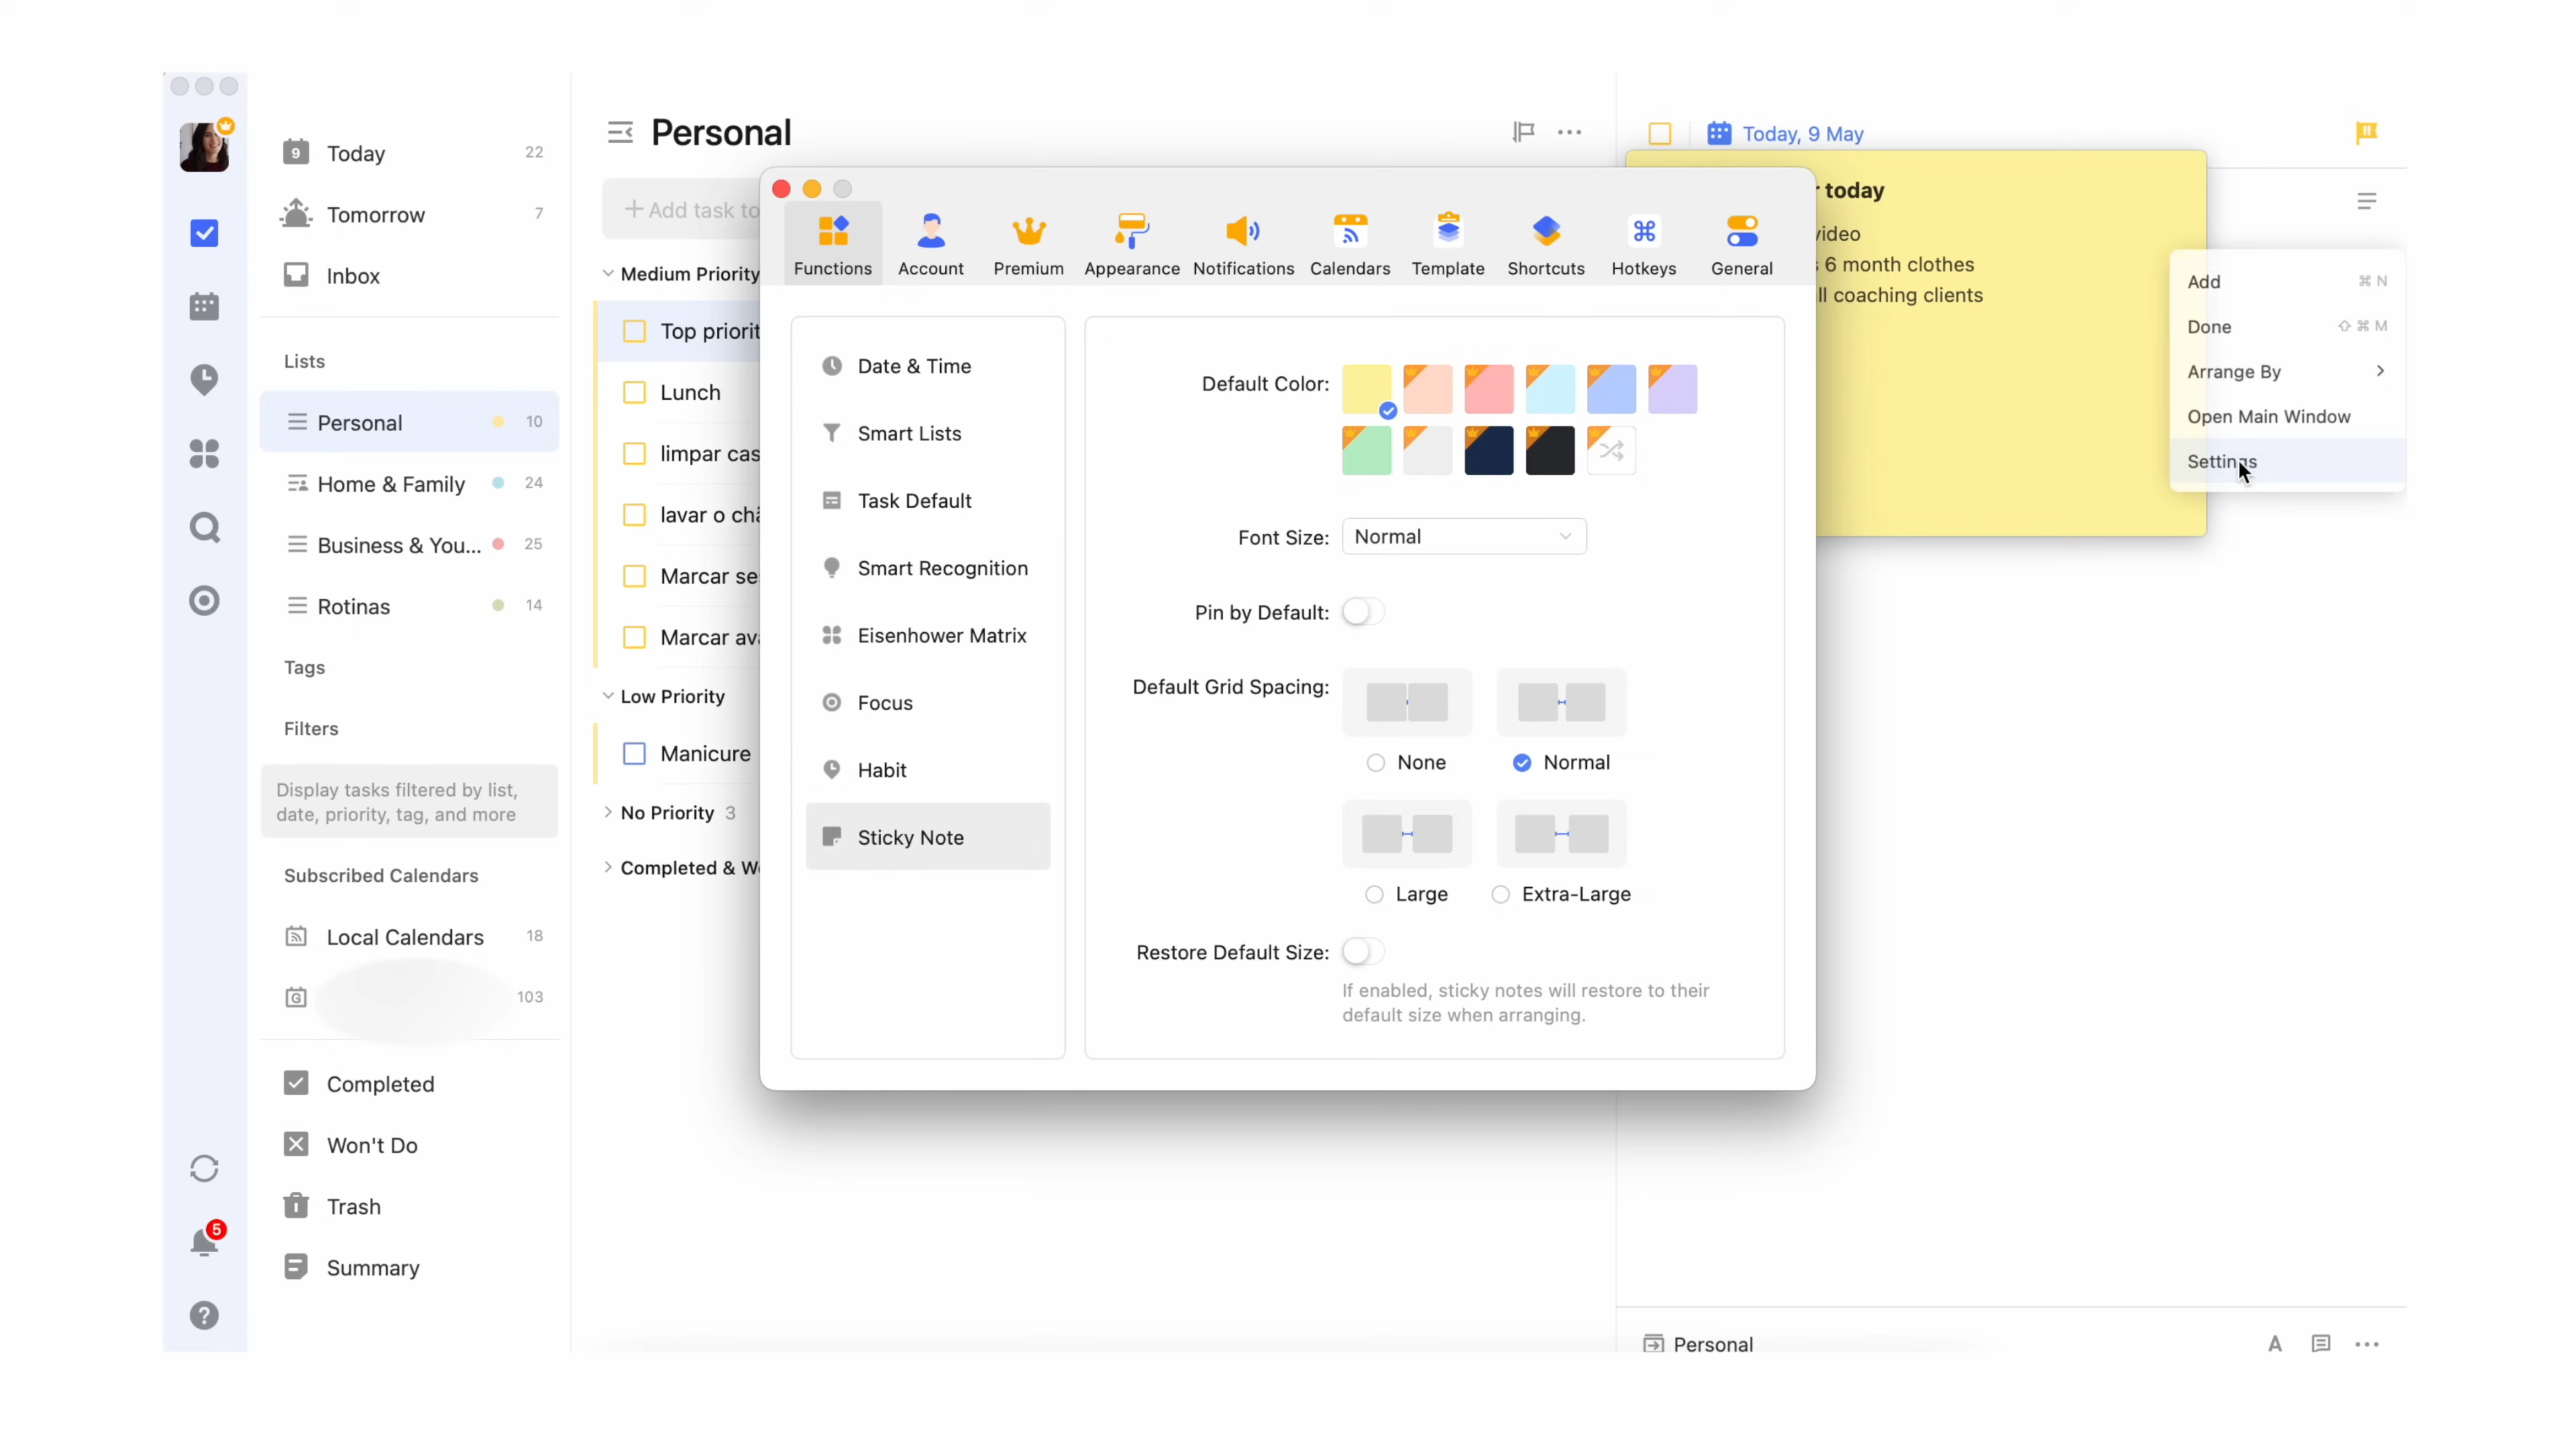 9
Today
22
Tomorrow
7
Inbox
Lists
Personal
10
Home & Family
24
Business & You...
25
Rotinas
14
Tags
Filters
Display tasks filtered by list,
date, priority, tag, and more
Subscribed Calendars
Local Calendars
18
G
103
Completed
Won't Do
Trash
Summary
5
?
Personal
+ Add task to
Medium Priority
Top priorit
Lunch
limpar cas
lavar o chã
Marcar se
Marcar ava
Low Priority
Manicure
No Priority 3
Completed & W
Functions
Account
Premium
Appearance
Notifications
Calendars
Template
Shortcuts
Hotkeys
General
Date & Time
Smart Lists
Task Default
Smart Recognition
Eisenhower Matrix
Focus
Habit
Sticky Note
Default Color:
Font Size:
Normal
Pin by Default:
Default Grid Spacing:
None
Normal
Large
Extra-Large
Restore Default Size:
If enabled, sticky notes will restore to their
default size when arranging.
Today, 9 May
today
video
6 month clothes
ll coaching clients
Add
⌘ N
Done
⇧ ⌘ M
Arrange By
Open Main Window
Settings
Personal
A